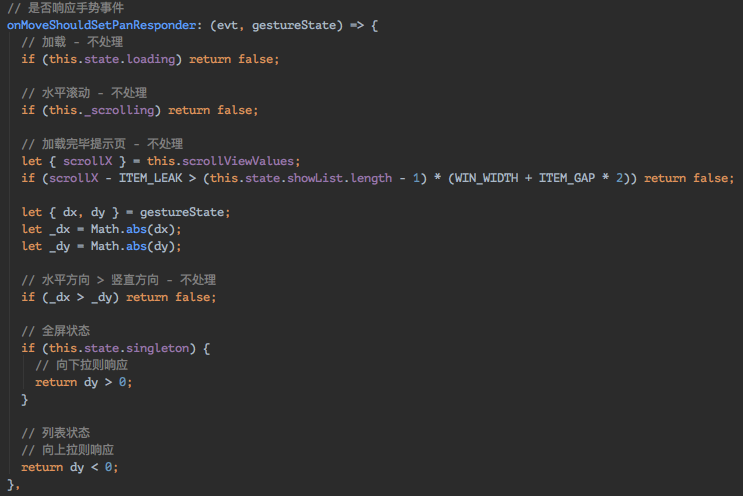 // 是否响应手势事件
onMoveShouldSetPanResponder: (evt, gestureState) => {
// 加载 - 不处理
if (this.state.loading) return false;
// 水平滚动 - 不处理
if (this._scrolling) return false;
// 加载完毕提示页 - 不处理
let { scrollX } = this.scrollViewValues;
if (scrollX - ITEM_LEAK > (this.state.showList.length - 1) * (WIN_WIDTH + ITEM_GAP * 2)) return false;
let { dx, dy } = gestureState;
let _dx = Math.abs(dx);
let _dy = Math.abs(dy);
// 水平方向 > 竖直方向 - 不处理
if (_dx > _dy) return false;
// 全屏状态
if (this.state.singleton) {
// 向下拉则响应
return dy > 0;
}
// 列表状态
// 向上拉则响应
return dy < 0;
},